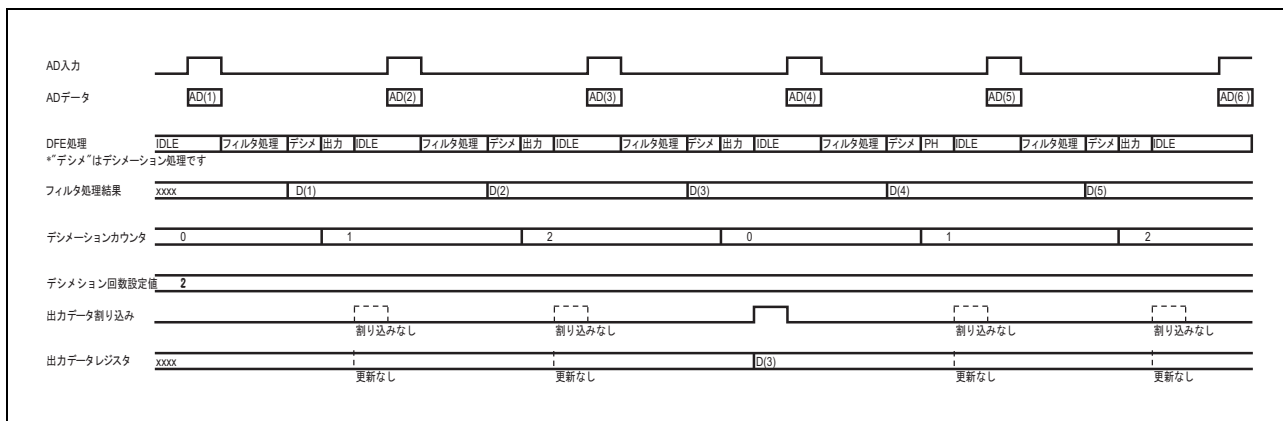 AD入力
ADデータ AD(1) AD(2) AD(3) AD(4) AD(5) AD(6 )
DFE処理 IDLE フィルタ処理 デシメ 出力 IDLE フィルタ処理 デシメ 出力 IDLE フィルタ処理 デシメ 出力 IDLE フィルタ処理 デシメ PH IDLE フィルタ処理 デシメ 出力 IDLE
*"デシメ"はデシメーション処理です
フィルタ処理結果 xxxx D(1) D(2) D(3) D(4) D(5)
デシメーションカウンタ 0 1 2 0 1 2
デシメション回数設定値 2
出力データ割り込み
割り込みなし 割り込みなし 割り込みなし 割り込みなし
出力データレジスタ xxxx D(3)
更新なし 更新なし 更新なし 更新なし